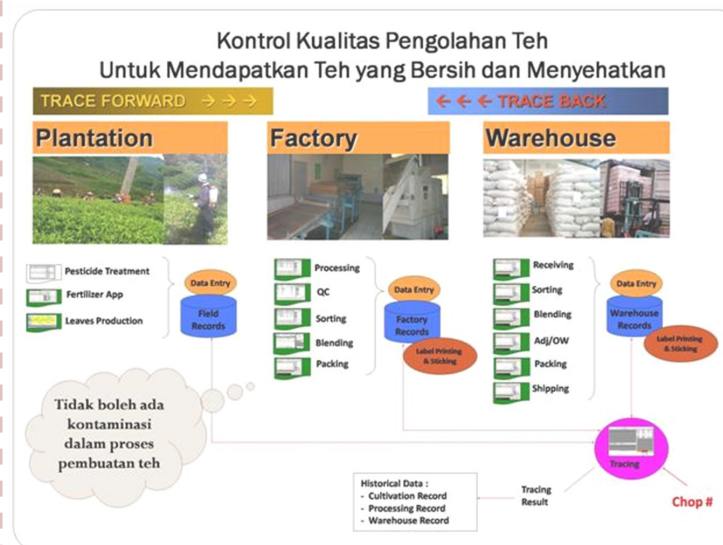 Kontrol Kualitas Pengolahan Teh
Untuk Mendapatkan Teh yang Bersih dan Menyehatkan
TRACE FORWARD → → →
← ← ← TRACE BACK
Plantation
Factory
Warehouse
Pesticide Treatment
Fertilizer App
Leaves Production
Data Entry
Field
Records
Processing
QC
Sorting
Blending
Packing
Data Entry
Factory
Records
Label Printing
& Sticking
Receiving
Sorting
Blending
Adj/OW
Packing
Shipping
Data Entry
Warehouse
Records
Label Printing
& Sticking
Tidak boleh ada
kontaminasi
dalam proses
pembuatan teh
Tracing
Chop #
Tracing
Result
Historical Data :
- Cultivation Record
- Processing Record
- Warehouse Record